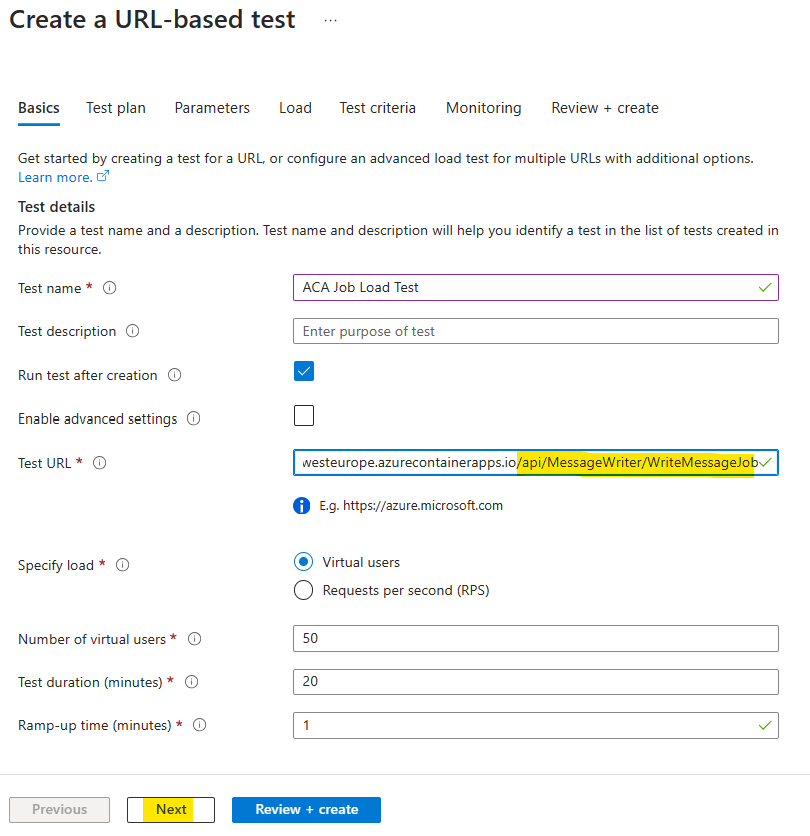 Create a URL-based test ...
Basics Test plan Parameters Load Test criteria Monitoring Review + create
Get started by creating a test for a URL, or configure an advanced load test for multiple URLs with additional options.
Learn more.
Test details
Provide a test name and a description. Test name and description will help you identify a test in the list of tests created in
this resource.
Test name * ACA Job Load Test
Test description Enter purpose of test
Run test after creation
Enable advanced settings
Test URL * westeurope.azurecontainerapps.io/api/MessageWriter/WriteMessageJob
E.g. https://azure.microsoft.com
Specify load * Virtual users
Requests per second (RPS)
Number of virtual users * 50
Test duration (minutes) * 20
Ramp-up time (minutes) * 1
Previous Next Review + create